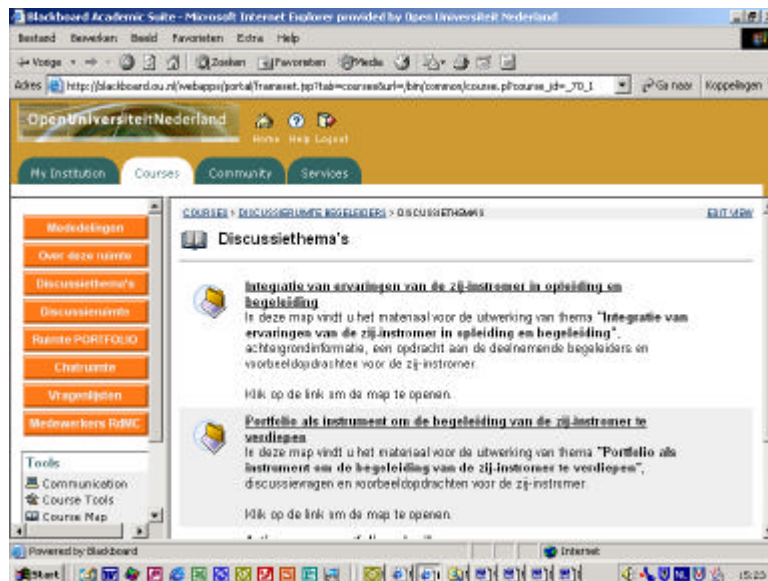 Blackboard Academic Suite - Microsoft Internet Explorer provided by Open Universiteit Nederland
Bestand Bewerken Beeld Favorieten Extra Help
Vorige Zoeken Favorieten Media
Adres http://blackboard.ou.nl/webapps/portal/frameset.jsp?tab=courses&url=/bin/common/course.pl?course_id=_70_1 Ga naar Koppelingen
OpenUniversiteitNederland
Home Help Logout
My Institution Courses Community Services
Mededelingen
Over deze ruimte
Discussiethema's
Discussieruimte
Ruimte PORTFOLIO
Chatruimte
Vragenlijsten
Medewerkers RdMC
Tools
Communication
Course Tools
Course Map
COURSES > DISCUSSIERUIMTE BEGELEIDERS > DISCUSSIETHEMA'S EDIT VIEW
Discussiethema's
Integratie van ervaringen van de zij-instromer in opleiding en
begeleiding
In deze map vindt u het materiaal voor de uitwerking van thema "Integratie van
ervaringen van de zij-instromer in opleiding en begeleiding",
achtergrondinformatie, een opdracht aan de deelnemende begeleiders en
voorbeeldopdrachten voor de zij-instromer.
Klik op de link om de map te openen.
Portfolio als instrument om de begeleiding van de zij-instromer te
verdiepen
In deze map vindt u het materiaal voor de uitwerking van thema "Portfolio als
instrument om de begeleiding van de zij-instromer te verdiepen",
discussievragen en voorbeeldopdrachten voor de zij-instromer.
Klik op de link om de map te openen.
Powered by Blackboard Internet
Start NL 15:20